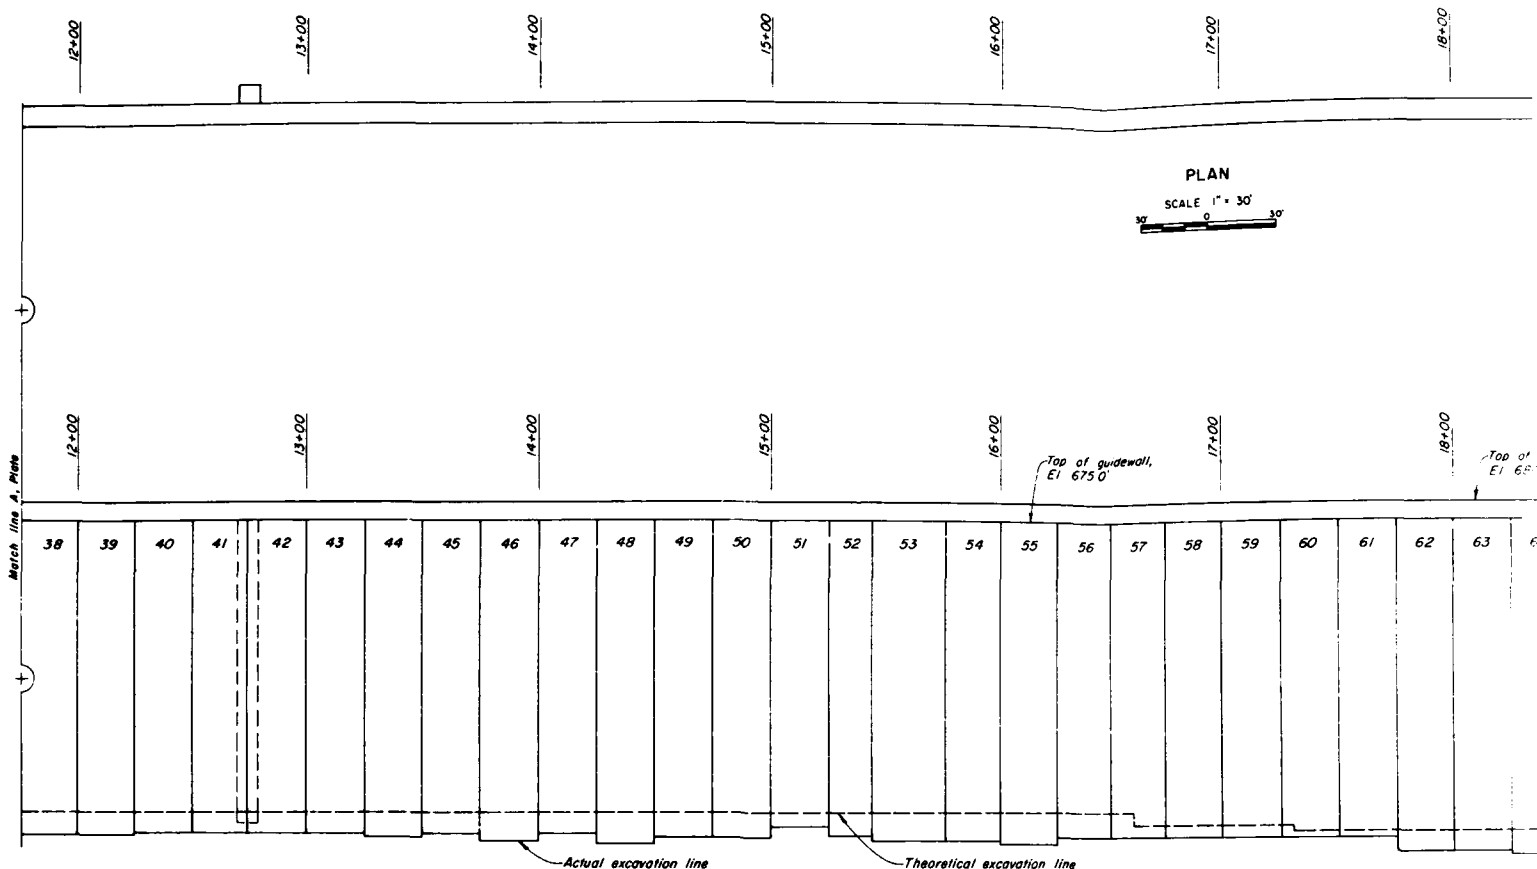 12+00 13+00 14+00 15+00 16+00 17+00 18+00
PLAN
SCALE 1" = 30'
30' 0 30'
12+00 13+00 14+00 15+00 16+00 17+00 18+00
Top of guidewall,
El 675.0'
Top of
El 68
Match line A, Plate
38 39 40 41 42 43 44 45 46 47 48 49 50 51 52 53 54 55 56 57 58 59 60 61 62 63
Actual excavation line
Theoretical excavation line